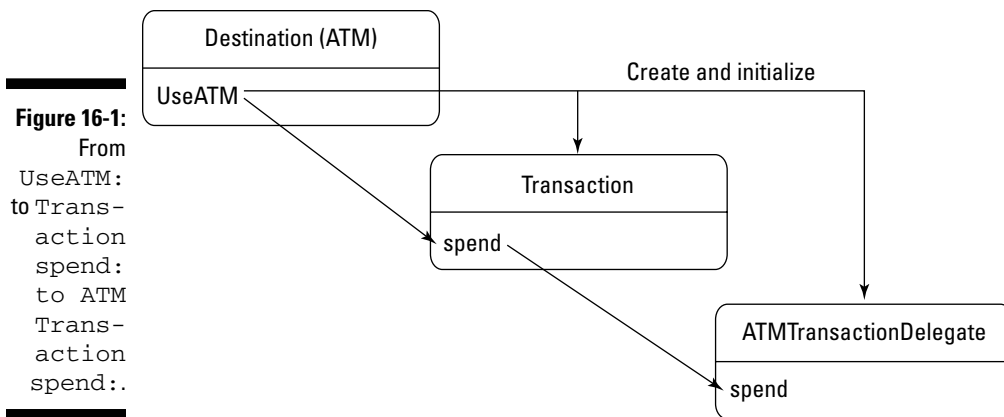 Destination (ATM)
UseATM
Create and initialize
Transaction
spend
ATMTransactionDelegate
spend
Figure 16-1:
From
UseATM:
to Trans-
action
spend:
to ATM
Trans-
action
spend:.